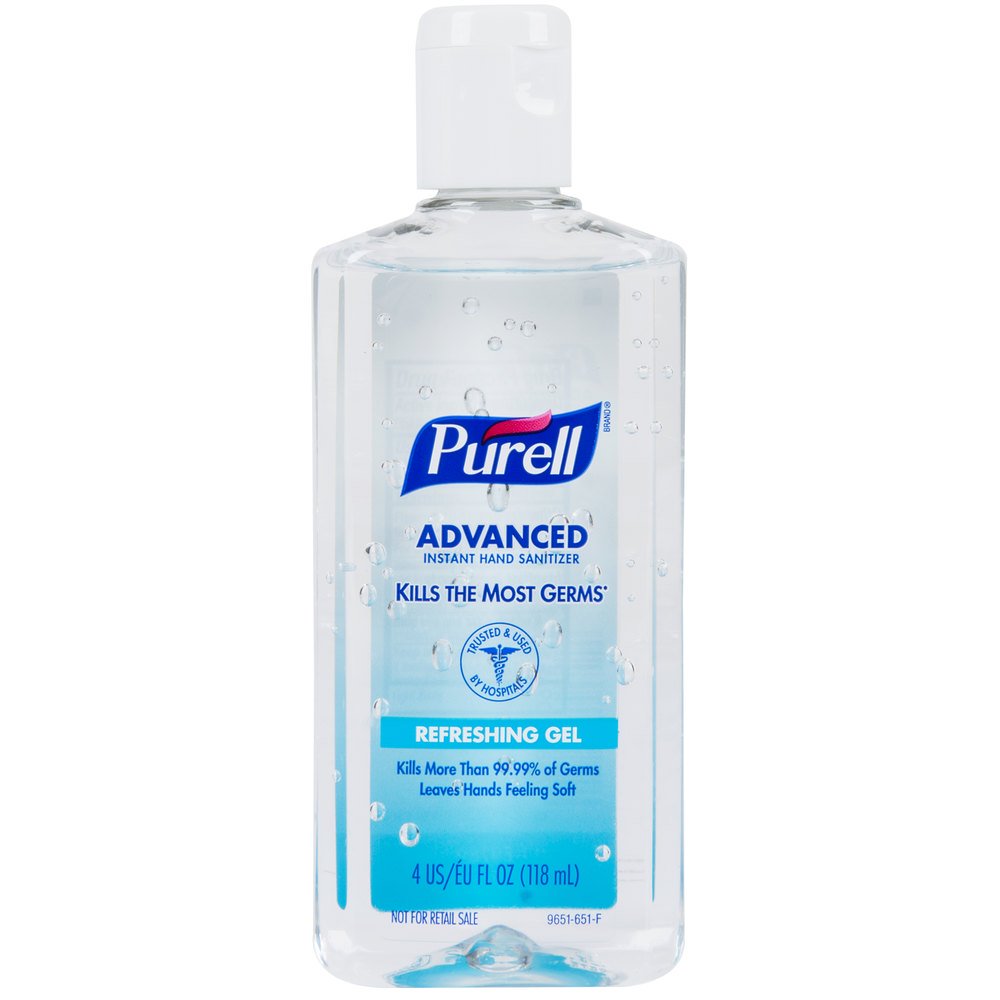 Purell
BRAND®
ADVANCED
INSTANT HAND SANITIZER
KILLS THE MOST GERMS*
TRUSTED & USED
BY HOSPITALS
REFRESHING GEL
Kills More Than 99.99% of Germs
Leaves Hands Feeling Soft
4 US/ÉU FL OZ (118 mL)
NOT FOR RETAIL SALE
9651-651-F